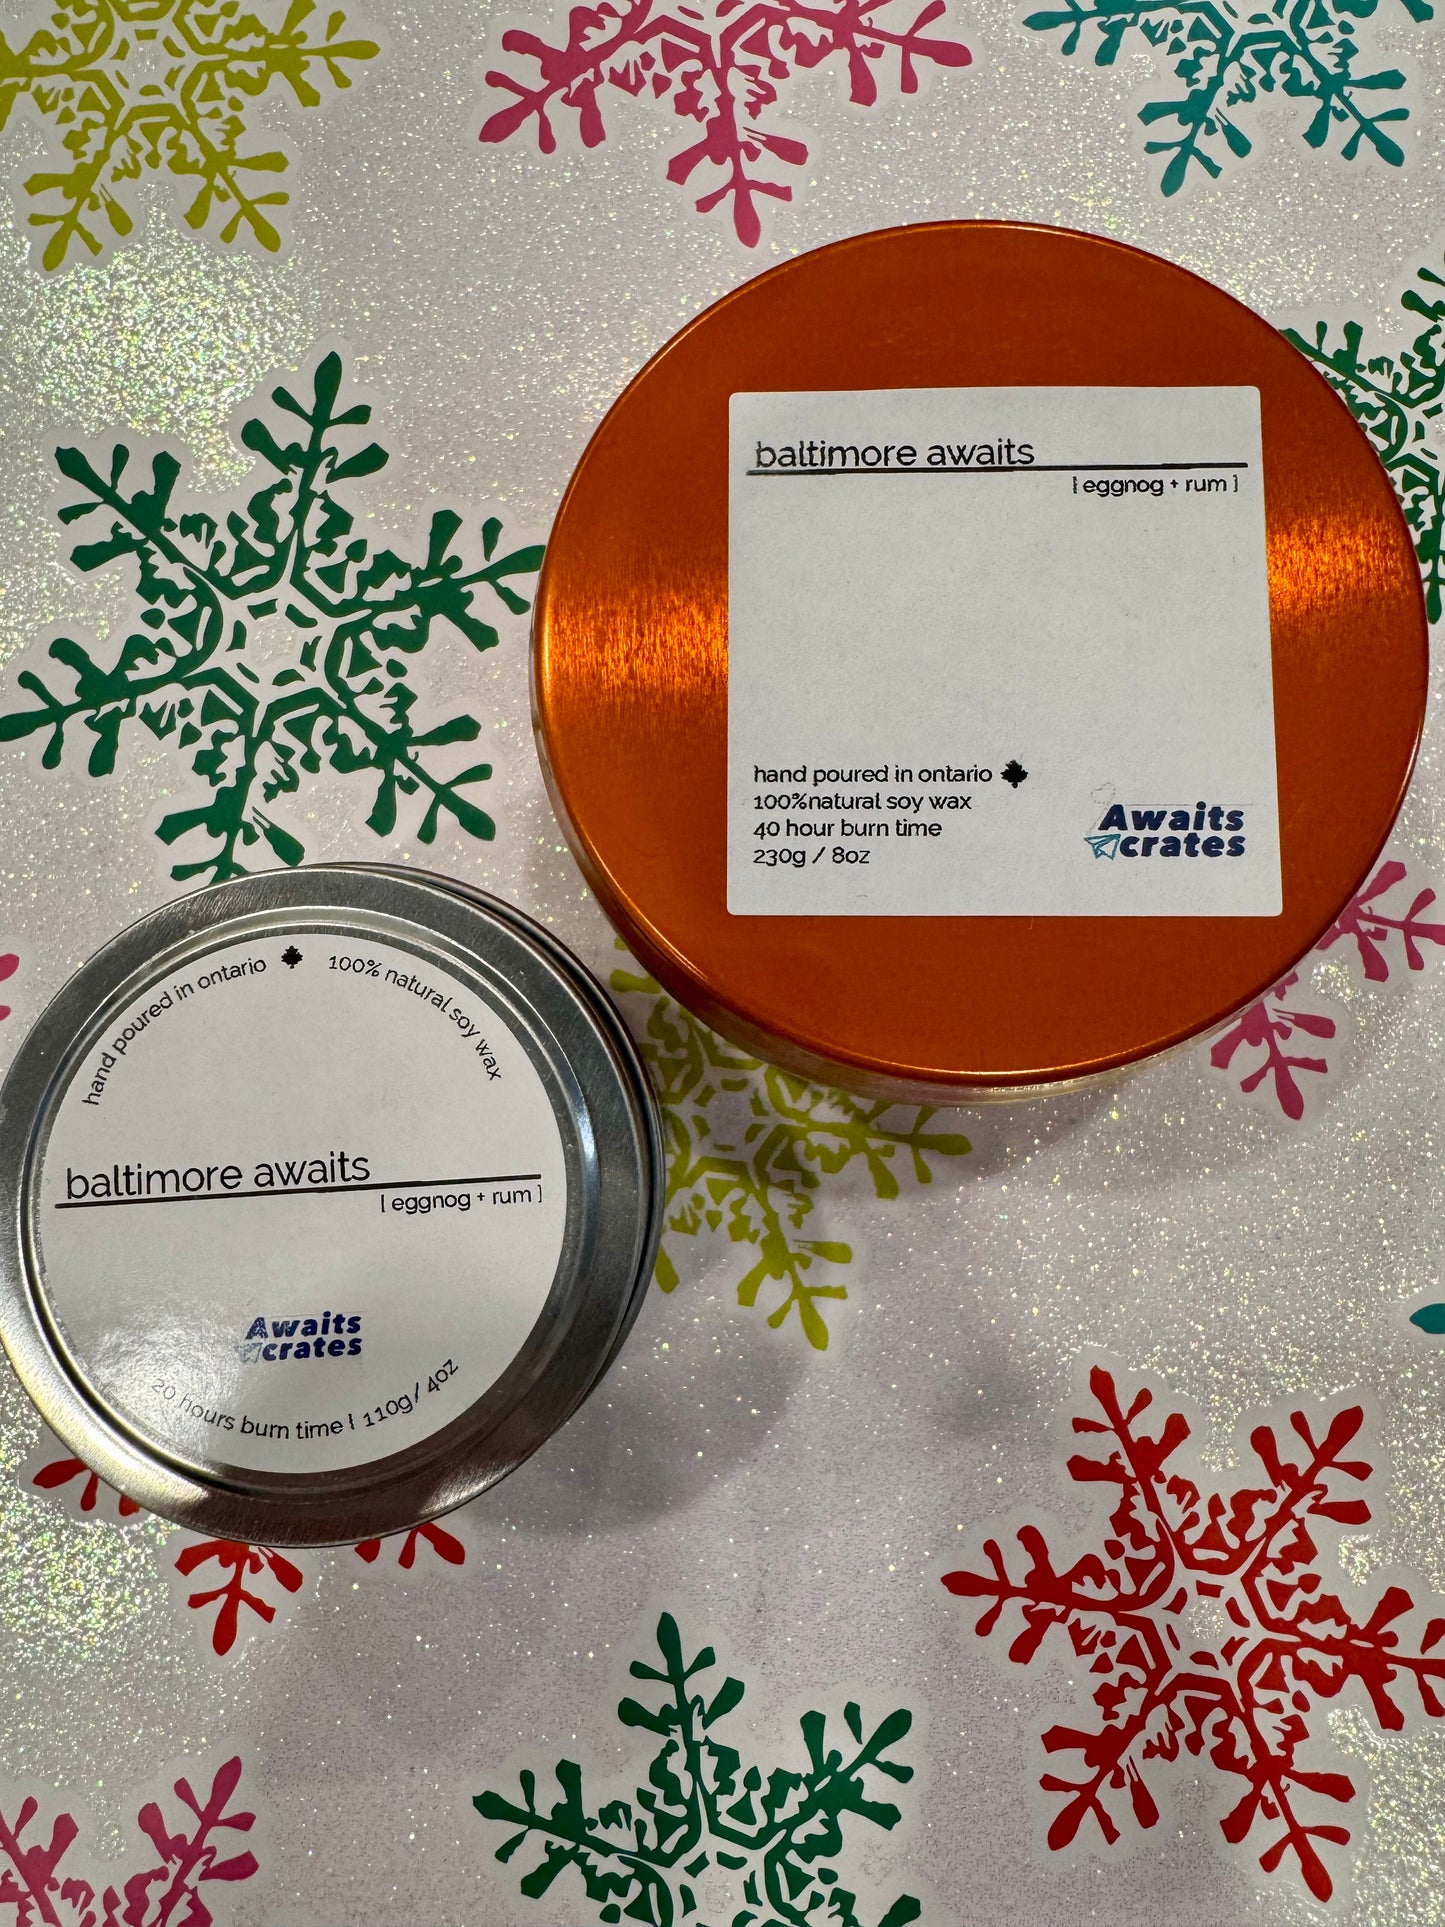 baltimore awaits
[ eggnog + rum ]
hand poured in ontario
100%natural soy wax
40 hour burn time
230g / 8oz
Awaits
crates
hand poured in ontario 100% natural soy wax
baltimore awaits
[ eggnog + rum ]
Awaits
crates
20 hours burn time | 110g/ 4oz